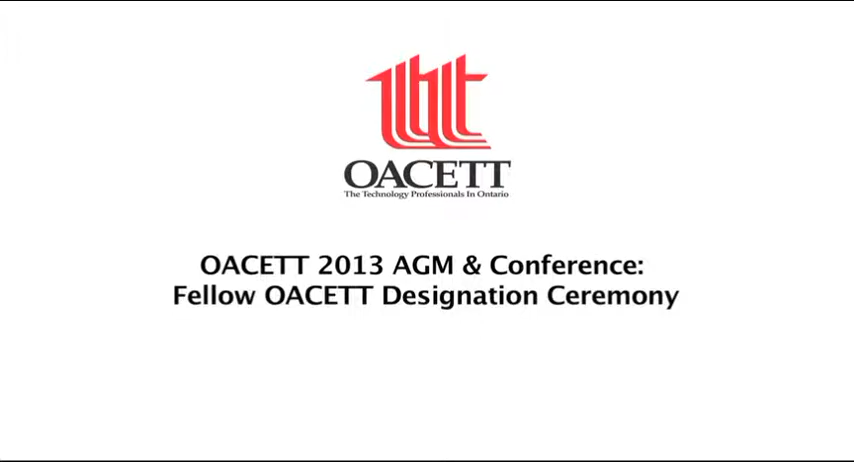 OACETT
The Technology Professionals In Ontario
OACETT 2013 AGM & Conference:
Fellow OACETT Designation Ceremony